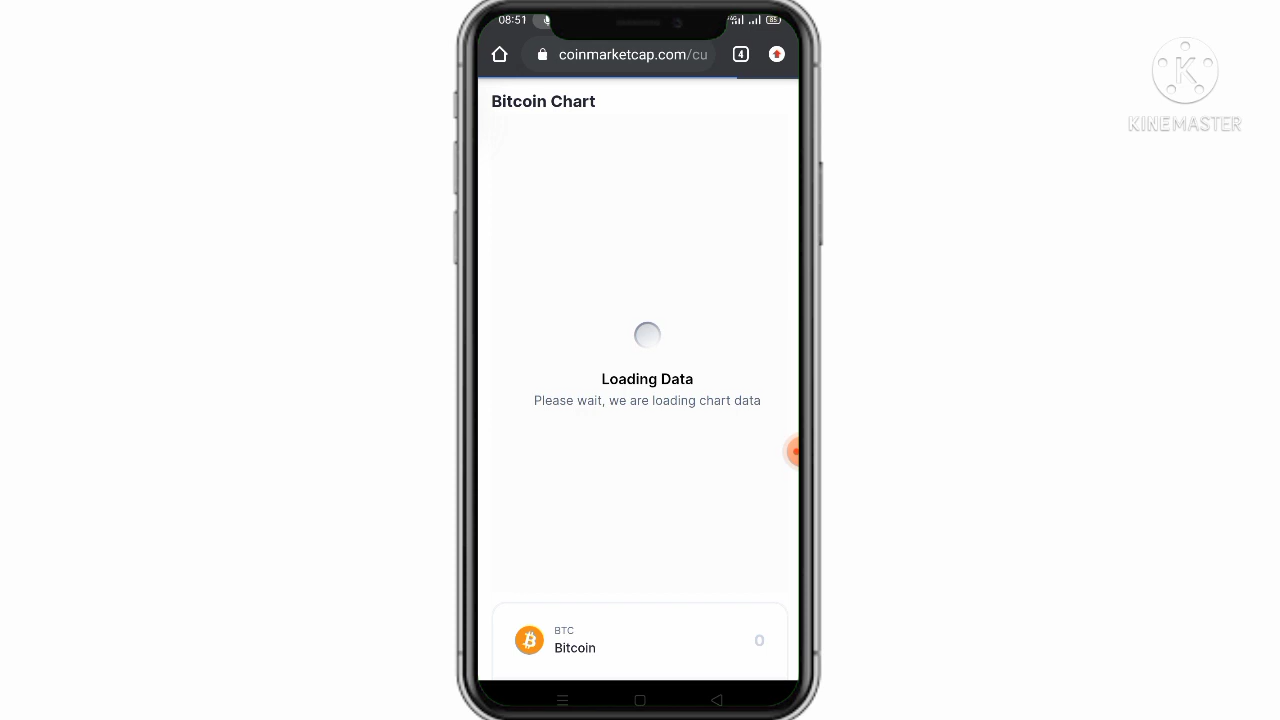 08:51
coinmarketcap.com/cu
4
Bitcoin Chart
K
KINEMASTER
Loading Data
Please wait, we are loading chart data
BTC
Bitcoin
0